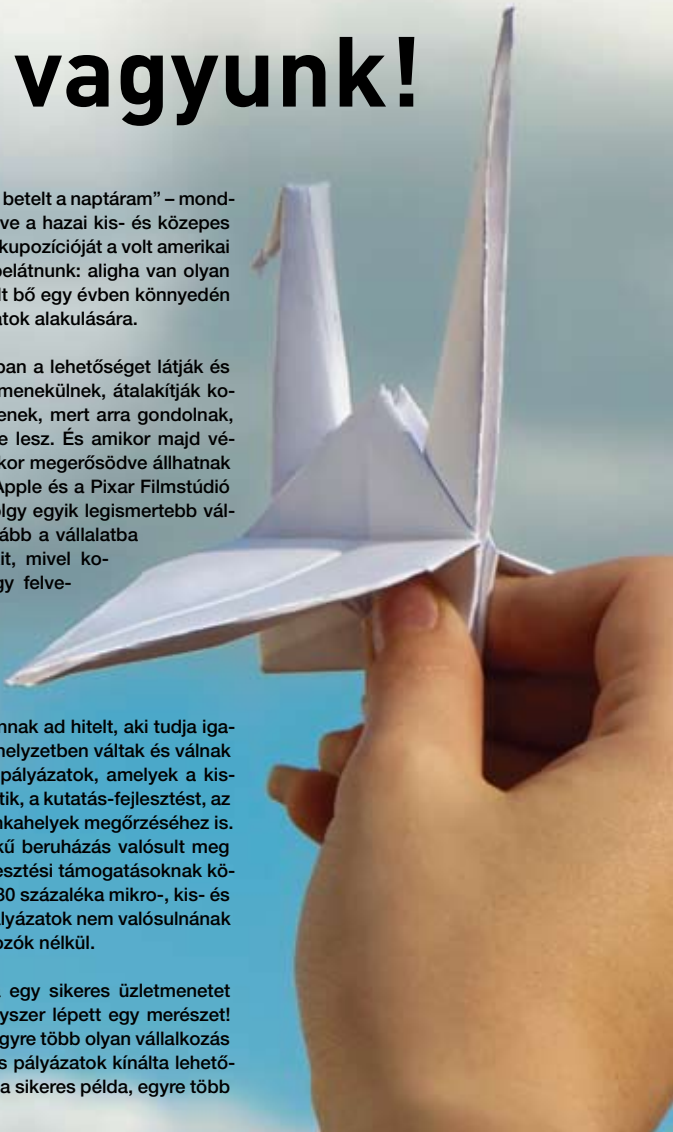 vagyunk!
betelt a naptáram” – mond-
ve a hazai kis- és közepes
kupozícióját a volt amerikai
belátnunk: aligha van olyan
lt bő egy évben könnyedén
atok alakulására.
ban a lehetőséget látják és
menekülnek, átalakítják ko-
enek, mert arra gondolnak,
e lesz. És amikor majd vé-
kor megerősödve állhatnak
Apple és a Pixar Filmstúdió
ölgy egyik legismertebb vál-
ább a vállalatba
it, mivel ko-
gy felve-
nnak ad hitelt, aki tudja iga-
helyzetben váltak és válnak
pályázatok, amelyek a kis-
tik, a kutatás-fejlesztést, az
nkahelyek megőrzéséhez is.
kű beruházás valósult meg
esztési támogatásoknak kö-
80 százaléka mikro-, kis- és
ályázatok nem valósulnának
ozók nélkül.
egy sikeres üzletmenetet
yszer lépett egy merészet!
gyre több olyan vállalkozás
s pályázatok kínálta lehető-
a sikeres példa, egyre több